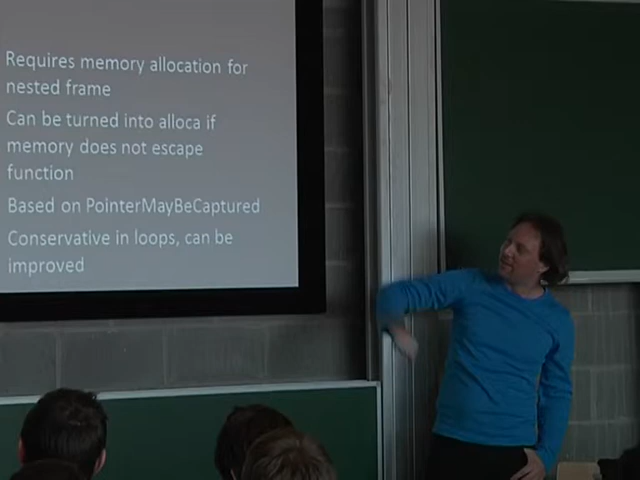 Requires memory allocation for
nested frame
Can be turned into alloca if
memory does not escape
function
Based on PointerMayBeCaptured
Conservative in loops, can be
improved